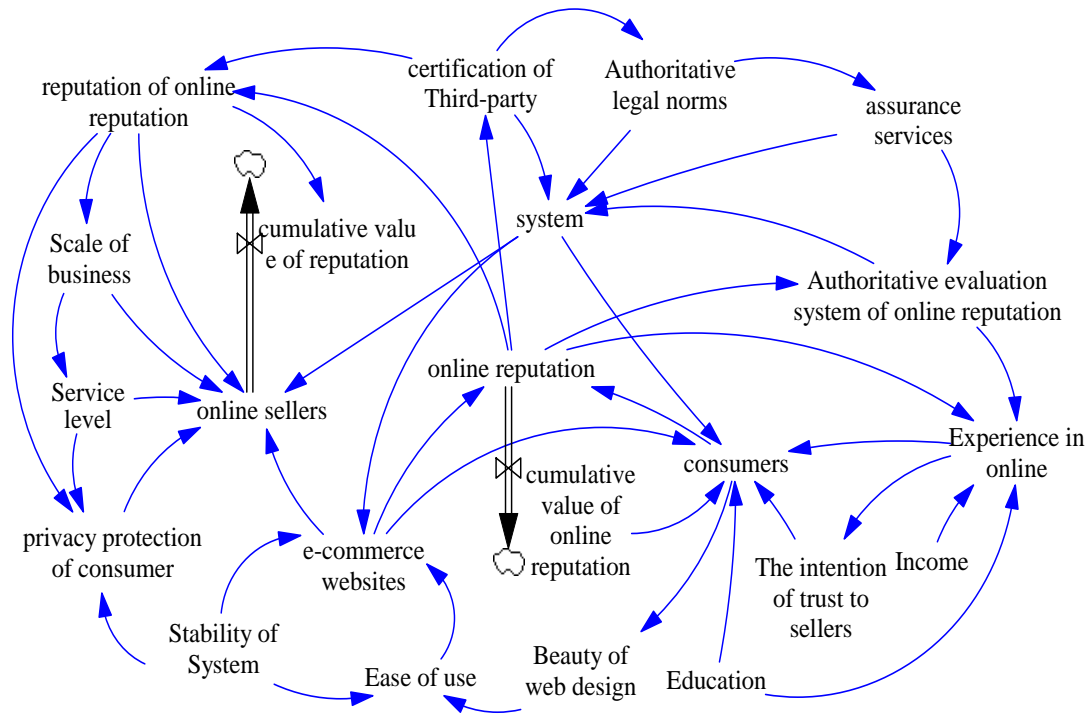 certification of
Third-party
Authoritative
legal norms
reputation of online
reputation
assurance
services
system
cumulative valu
e of reputation
Scale of
business
Authoritative evaluation
system of online reputation
online reputation
Service
level
online sellers
Experience in
online
consumers
cumulative
value of
online
reputation
privacy protection
of consumer
e-commerce
websites
The intention
of trust to
sellers
Income
Stability of
System
Ease of use
Beauty of
web design
Education